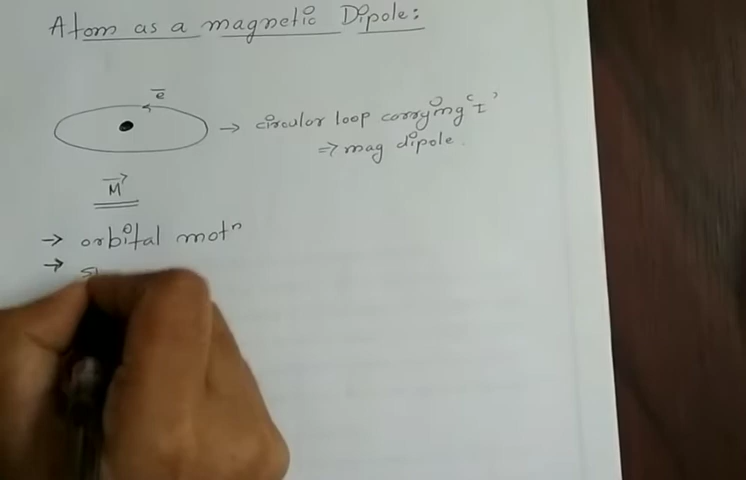 Atom as a magnetic Dipole:
e̅
→ circular loop carrying 'I'
⇒ mag dipole.
M⃗
→ orbital motⁿ
→